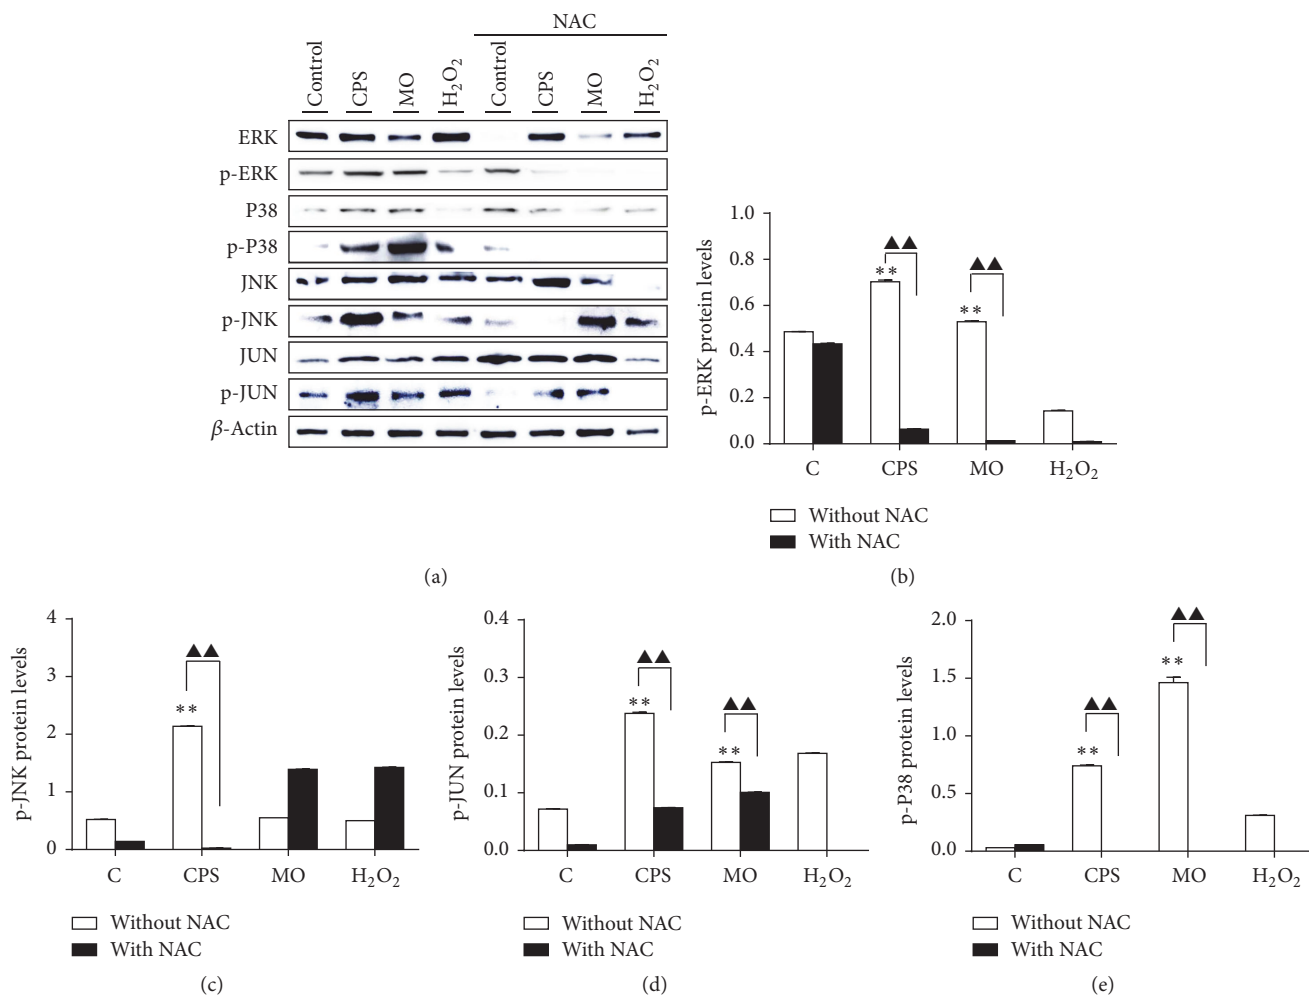 NAC
Control
CPS
MO
H₂O₂
Control
CPS
MO
H₂O₂
ERK
p-ERK
P38
p-P38
JNK
p-JNK
JUN
p-JUN
β-Actin
(a)
p-ERK protein levels
1.0
0.8
0.6
0.4
0.2
0.0
▲▲
**
▲▲
**
C CPS MO H₂O₂
Without NAC
With NAC
(b)
p-JNK protein levels
4
3
2
1
0
▲▲
**
C CPS MO H₂O₂
Without NAC
With NAC
(c)
p-JUN protein levels
0.4
0.3
0.2
0.1
0.0
▲▲
**
▲▲
**
C CPS MO H₂O₂
Without NAC
With NAC
(d)
p-P38 protein levels
2.0
1.5
1.0
0.5
0.0
▲▲
**
▲▲
**
C CPS MO H₂O₂
Without NAC
With NAC
(e)